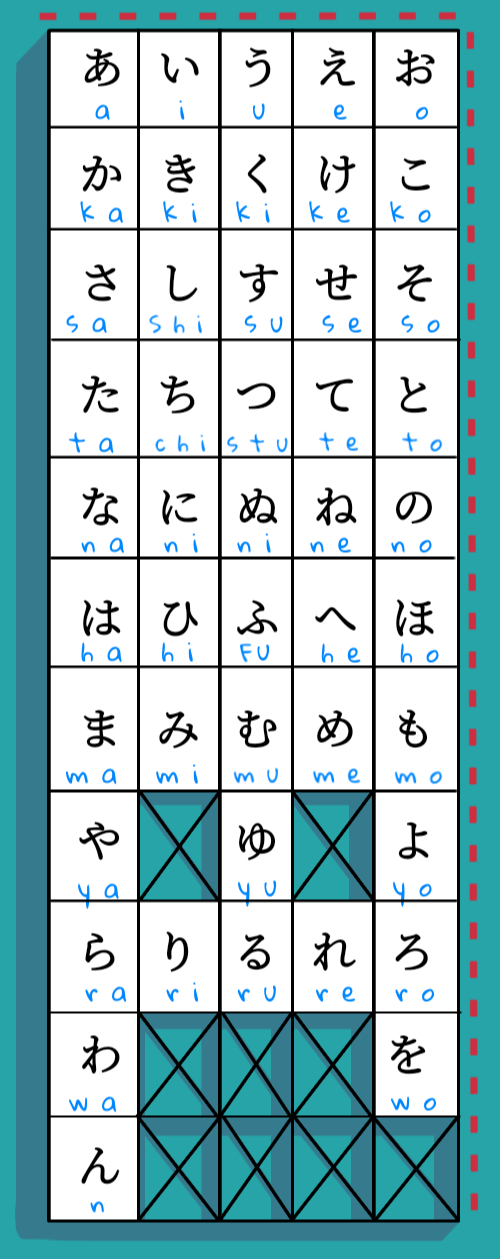 あ い う え お
a i u e o
か き く け こ
ka ki ki ke ko
さ し す せ そ
sa shi su se so
た ち つ て と
ta chi stu te to
な に ぬ ね の
na ni ni ne no
は ひ ふ へ ほ
ha hi FU he ho
ま み む め も
ma mi mu me mo
や ゆ よ
ya yu yo
ら り る れ ろ
ra ri ru re ro
わ を
wa wo
ん
n